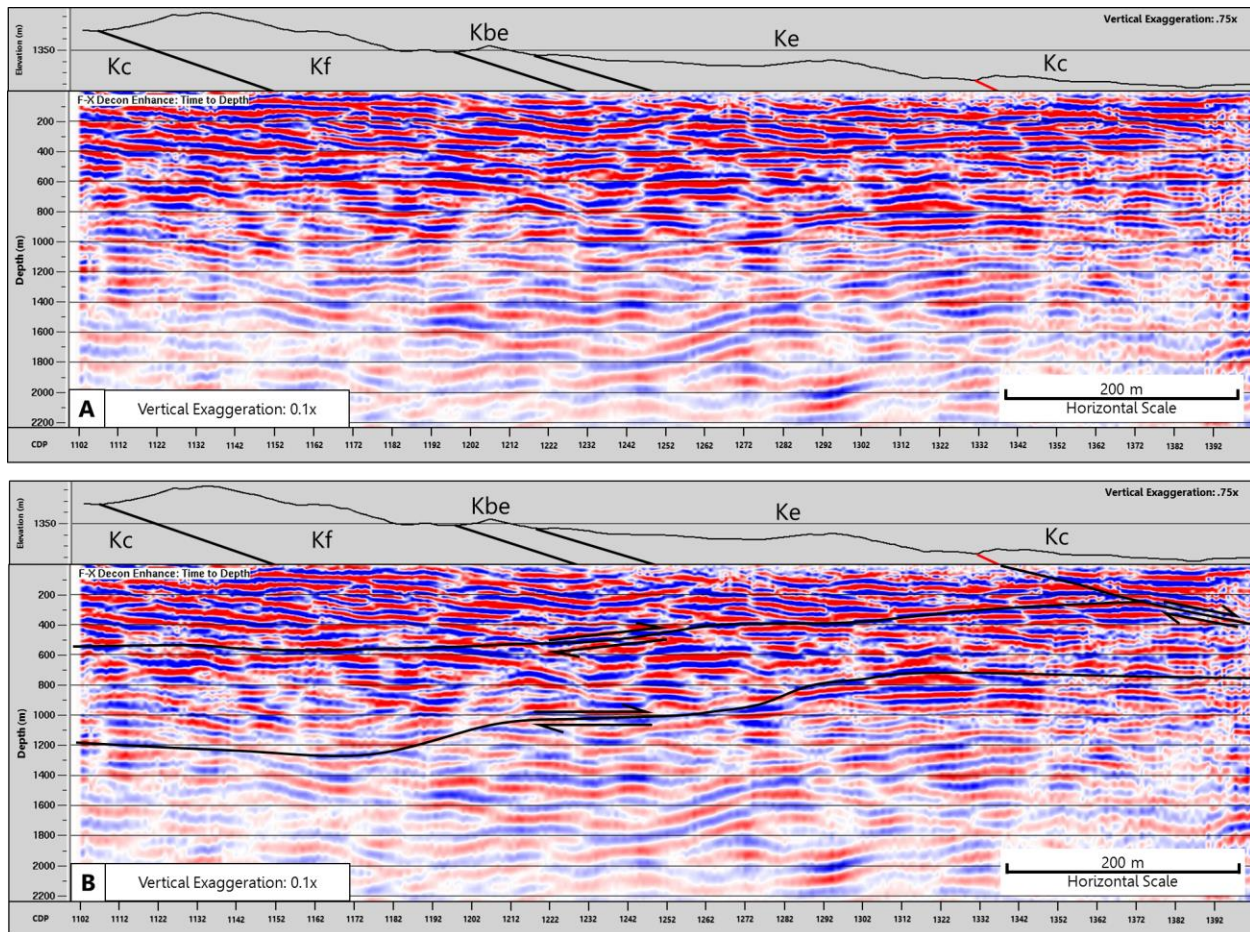 Vertical Exaggeration: .75x
Elevation (m)
1350
Kc
Kf
Kbe
Ke
Kc
F-X Decon Enhance: Time to Depth
Depth (m)
200
400
600
800
1000
1200
1400
1600
1800
2000
2200
A
Vertical Exaggeration: 0.1x
200 m
Horizontal Scale
CDP 1102 1112 1122 1132 1142 1152 1162 1172 1182 1192 1202 1212 1222 1232 1242 1252 1262 1272 1282 1292 1302 1312 1322 1332 1342 1352 1362 1372 1382 1392
Vertical Exaggeration: .75x
Elevation (m)
1350
Kc
Kf
Kbe
Ke
Kc
F-X Decon Enhance: Time to Depth
Depth (m)
200
400
600
800
1000
1200
1400
1600
1800
2000
2200
B
Vertical Exaggeration: 0.1x
200 m
Horizontal Scale
CDP 1102 1112 1122 1132 1142 1152 1162 1172 1182 1192 1202 1212 1222 1232 1242 1252 1262 1272 1282 1292 1302 1312 1322 1332 1342 1352 1362 1372 1382 1392